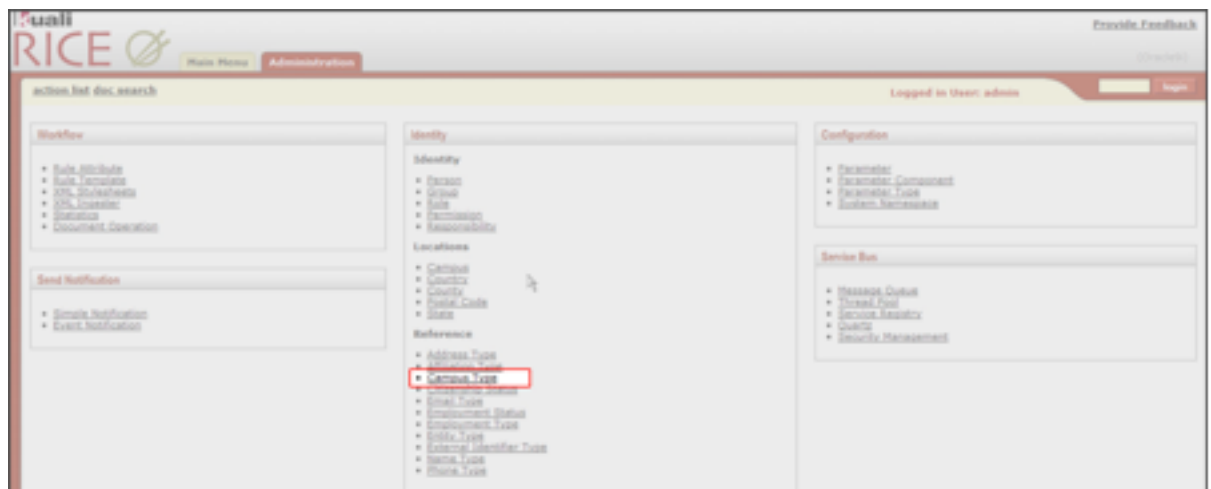 Kuali
RICE
Provide Feedback
Main Menu
Administration
action list doc search
Logged in User: admin
login
Workflow
Rule Attribute
Rule Template
XML Stylesheets
XML Ingester
Statistics
Document Operation
Send Notification
Simple Notification
Event Notification
Identity
Identity
Person
Group
Role
Permission
Responsibility
Locations
Campus
Country
County
Postal Code
State
Reference
Address Type
Affiliation Type
Campus Type
Citizenship Status
Email Type
Employment Status
Employment Type
Entity Type
External Identifier Type
Name Type
Phone Type
Configuration
Parameter
Parameter Component
Parameter Type
System Namespace
Service Bus
Message Queue
Thread Pool
Service Registry
Quartz
Security Management